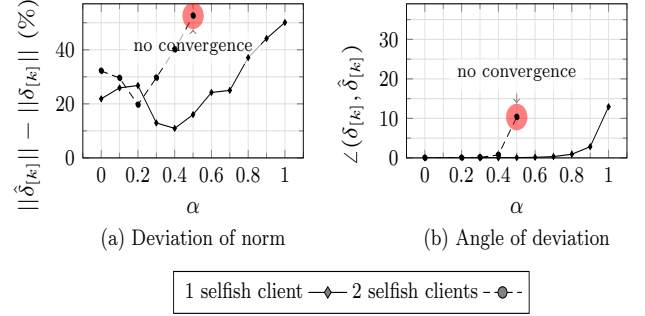 ||δ̂[k]|| − ||δ[k]|| (%)
40
20
0
no convergence
0 0.2 0.4 0.6 0.8 1
α
(a) Deviation of norm
∠(δ[k], δ̂[k])
30
20
10
0
no convergence
0 0.2 0.4 0.6 0.8 1
α
(b) Angle of deviation
1 selfish client 2 selfish clients